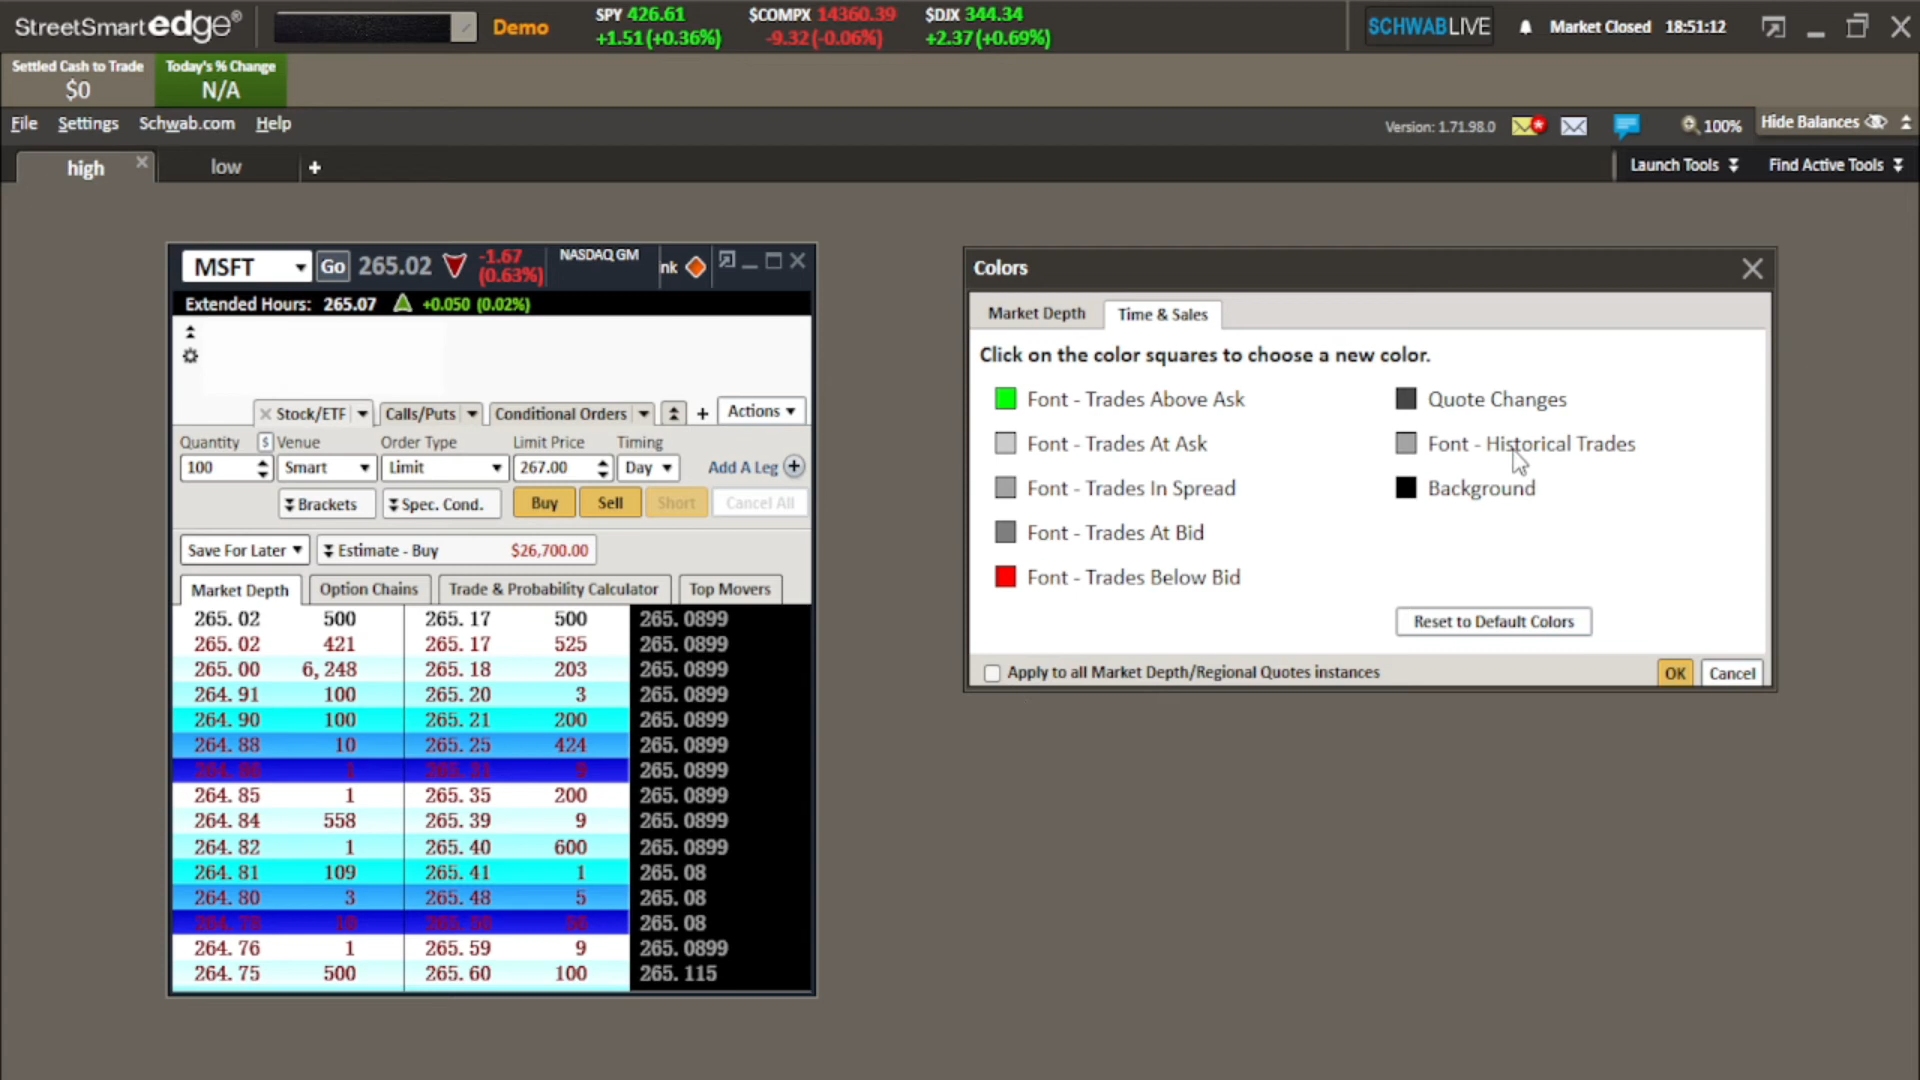 StreetSmart edge®
Demo
SPY 426.61
+1.51 (+0.36%)
$COMPX 14360.39
-9.32 (-0.06%)
$DJX 344.34
+2.37 (+0.69%)
SCHWABLIVE
Market Closed 18:51:12
Settled Cash to Trade
$0
Today's % Change
N/A
File Settings Schwab.com Help
Version: 1.71.98.0
100%
Hide Balances
high
low
+
Launch Tools
Find Active Tools
MSFT
Go
265.02
-1.67
(0.63%)
NASDAQ GM
nk
Extended Hours: 265.07 +0.050 (0.02%)
Stock/ETF
Calls/Puts
Conditional Orders
+
Actions
Quantity $ Venue Order Type Limit Price Timing
100 Smart Limit 267.00 Day Add A Leg
Brackets Spec. Cond. Buy Sell Short Cancel All
Save For Later Estimate - Buy $26,700.00
Market Depth Option Chains Trade & Probability Calculator Top Movers
265.02 500 265.17 500 265.0899
265.02 421 265.17 525 265.0899
265.00 6,248 265.18 203 265.0899
264.91 100 265.20 3 265.0899
264.90 100 265.21 200 265.0899
264.88 10 265.25 424 265.0899
1 265.31 9 265.0899
264.85 1 265.35 200 265.0899
264.84 558 265.39 9 265.0899
264.82 1 265.40 600 265.0899
264.81 109 265.41 1 265.08
264.80 3 265.48 5 265.08
265.08
264.76 1 265.59 9 265.0899
264.75 500 265.60 100 265.115
Colors
Market Depth
Time & Sales
Click on the color squares to choose a new color.
Font - Trades Above Ask
Font - Trades At Ask
Font - Trades In Spread
Font - Trades At Bid
Font - Trades Below Bid
Quote Changes
Font - Historical Trades
Background
Reset to Default Colors
Apply to all Market Depth/Regional Quotes instances
OK
Cancel